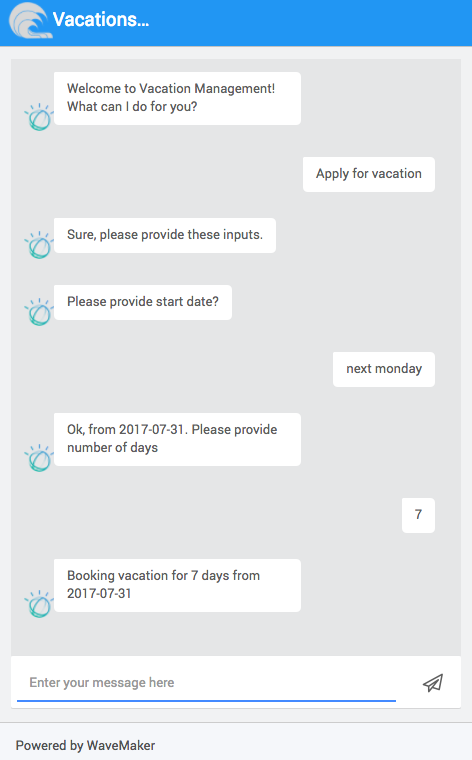 Vacations...
Welcome to Vacation Management!
What can I do for you?
Apply for vacation
Sure, please provide these inputs.
Please provide start date?
next monday
Ok, from 2017-07-31. Please provide
number of days
7
Booking vacation for 7 days from
2017-07-31
Enter your message here
Powered by WaveMaker